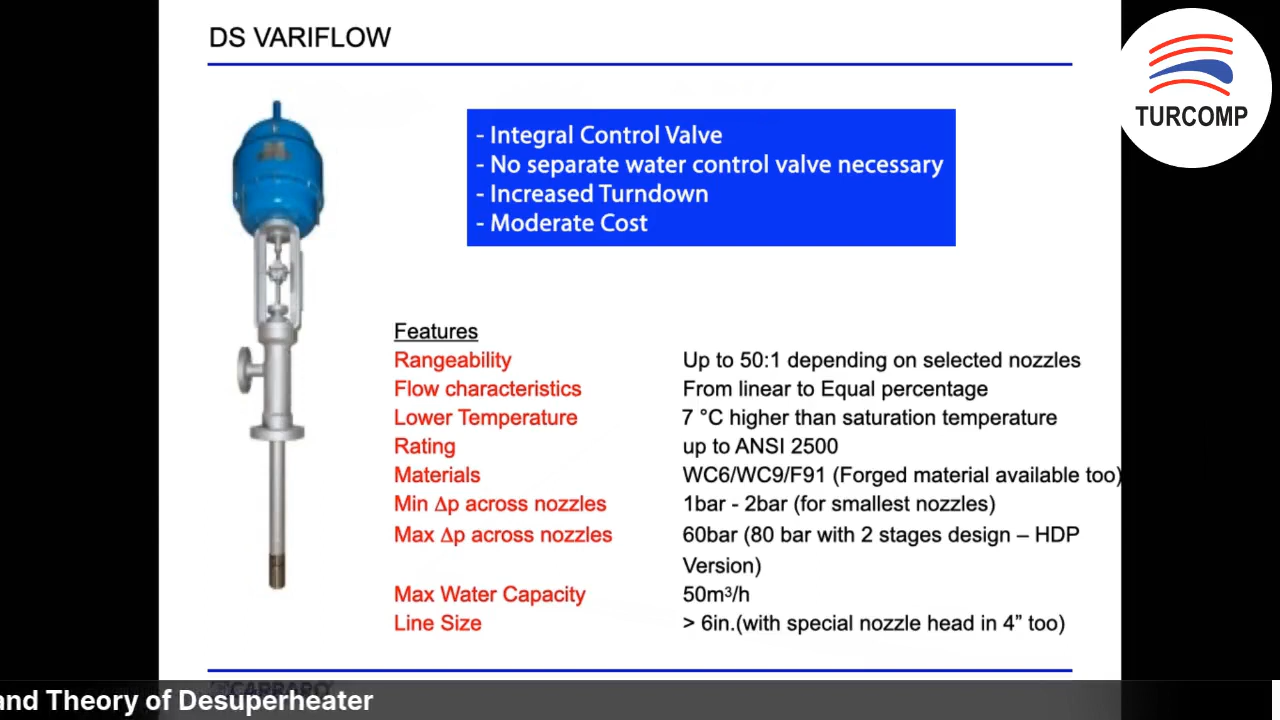 DS VARIFLOW
TURCOMP
- Integral Control Valve
- No separate water control valve necessary
- Increased Turndown
- Moderate Cost
Features
Rangeability Up to 50:1 depending on selected nozzles
Flow characteristics From linear to Equal percentage
Lower Temperature 7 °C higher than saturation temperature
Rating up to ANSI 2500
Materials WC6/WC9/F91 (Forged material available too)
Min Δp across nozzles 1bar - 2bar (for smallest nozzles)
Max Δp across nozzles 60bar (80 bar with 2 stages design – HDP
Version)
Max Water Capacity 50m³/h
Line Size > 6in.(with special nozzle head in 4” too)
and Theory of Desuperheater